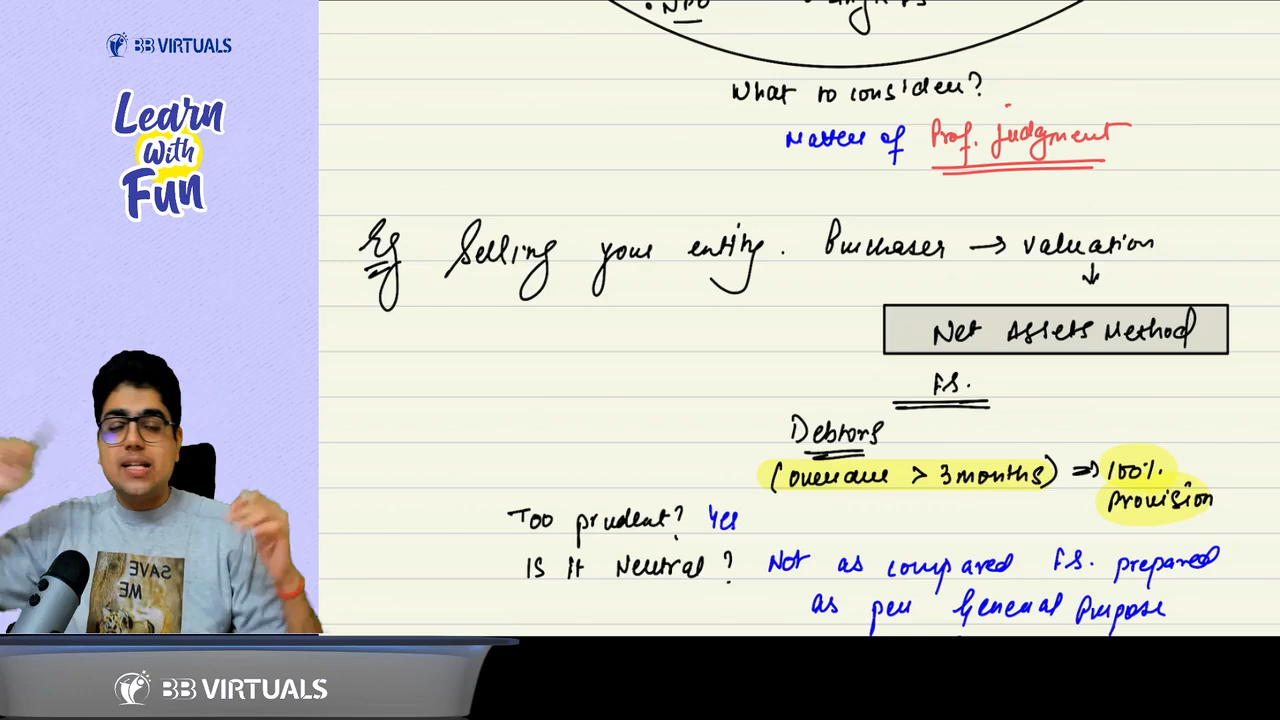 BB VIRTUALS
Learn
With
Fun
• NPO
What to consider?
Matter of Prof. judgment
Eg Selling your entity. Purchaser → valuation
↓
Net Assets Method
F.S.
Debtors
(overdue > 3 months) ⇒ 100%
provision
Too prudent? Yes
Is it Neutral? Not as compared F.S. prepared
as per General Purpose
SAVE
ME
BB VIRTUALS